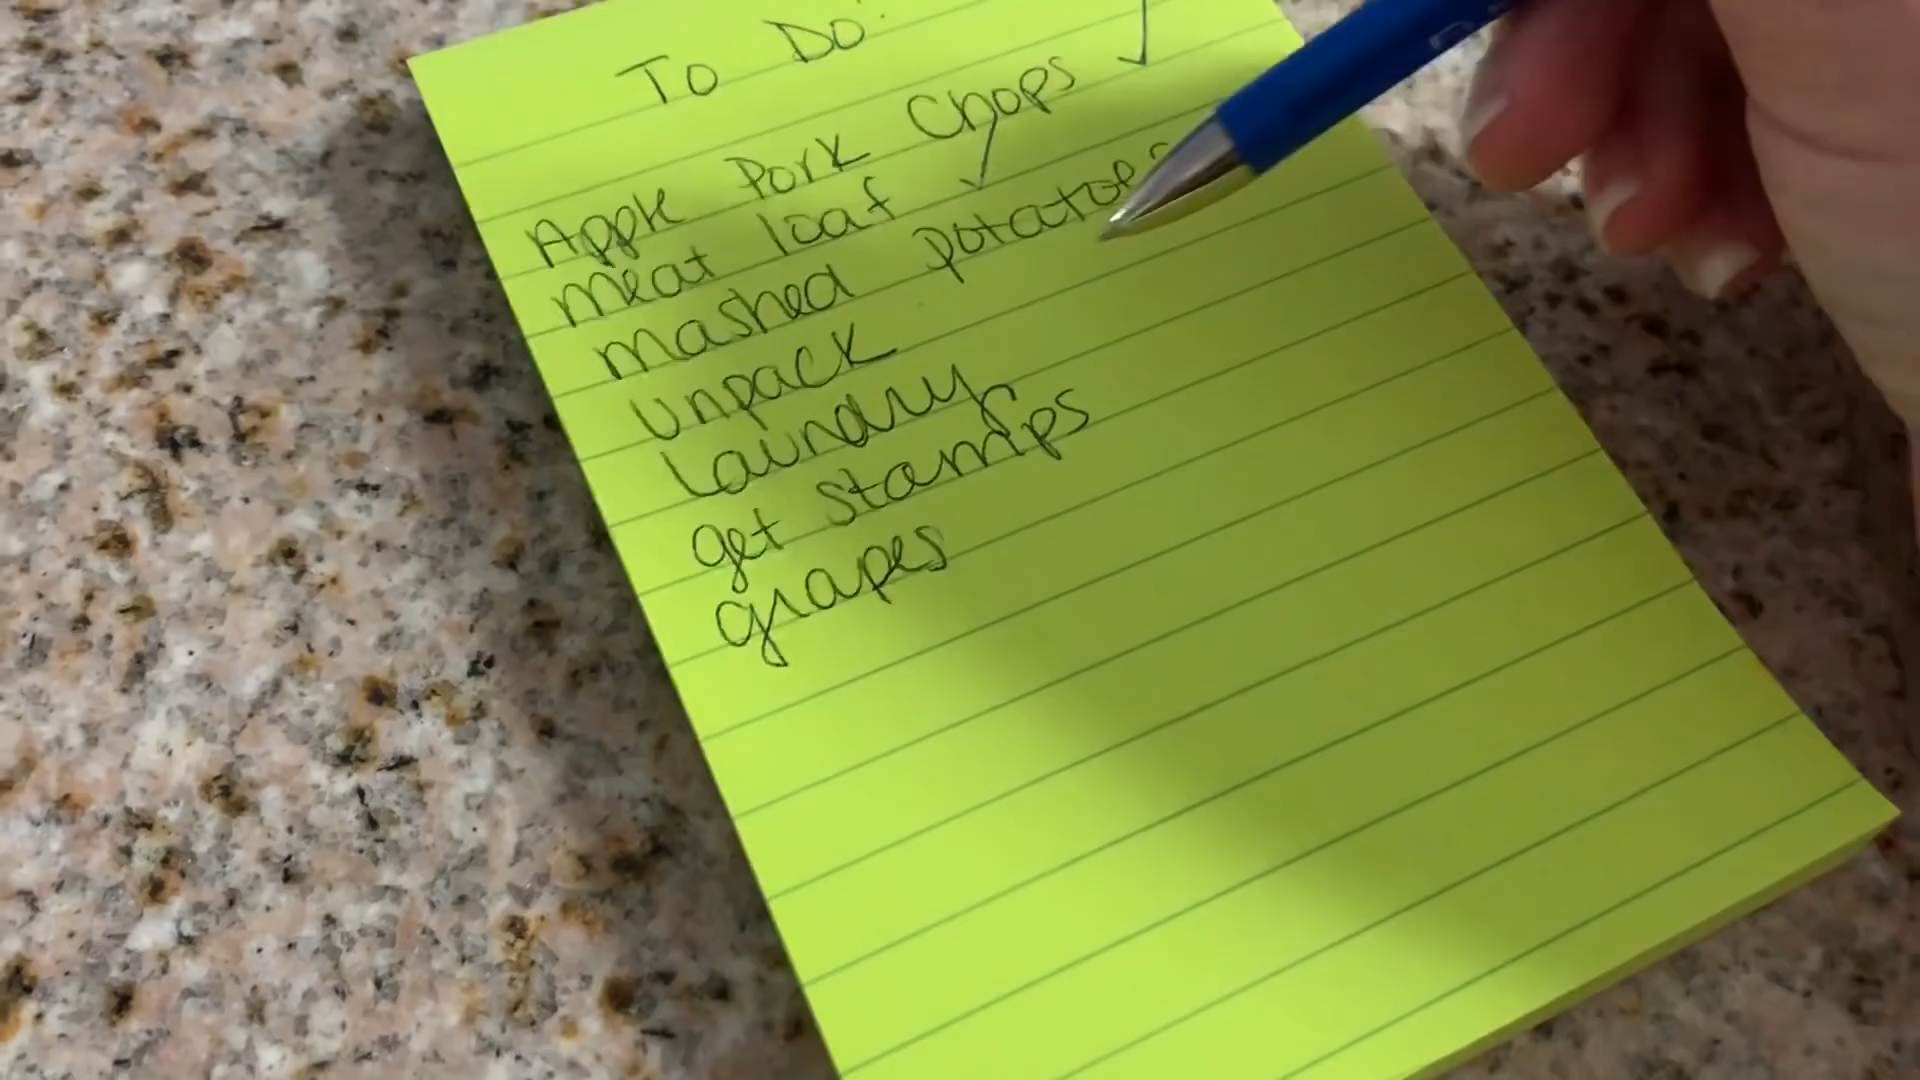 To Do:
Apple Pork Chops ✓
meat loaf ✓
mashed potatoes
unpack
Laundry
get stamps
grapes